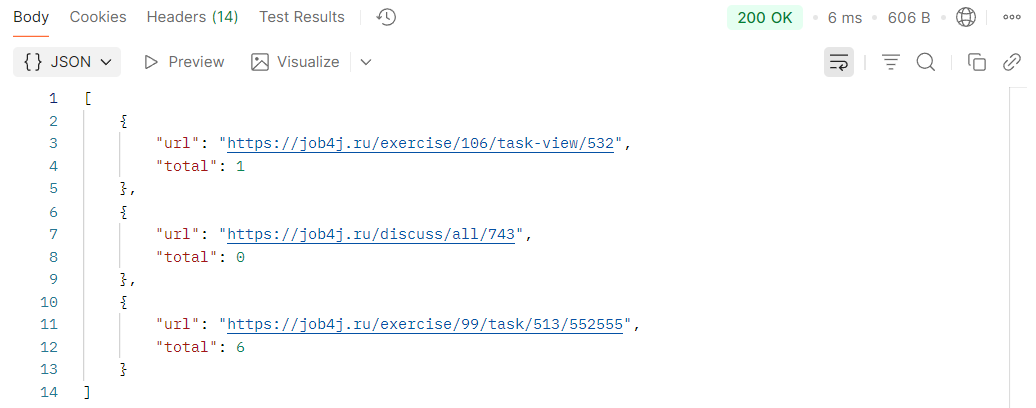 Body Cookies Headers (14) Test Results 200 OK 6 ms 606 B
{} JSON Preview Visualize
1 [
2 {
3 "url": "https://job4j.ru/exercise/106/task-view/532",
4 "total": 1
5 },
6 {
7 "url": "https://job4j.ru/discuss/all/743",
8 "total": 0
9 },
10 {
11 "url": "https://job4j.ru/exercise/99/task/513/552555",
12 "total": 6
13 }
14 ]